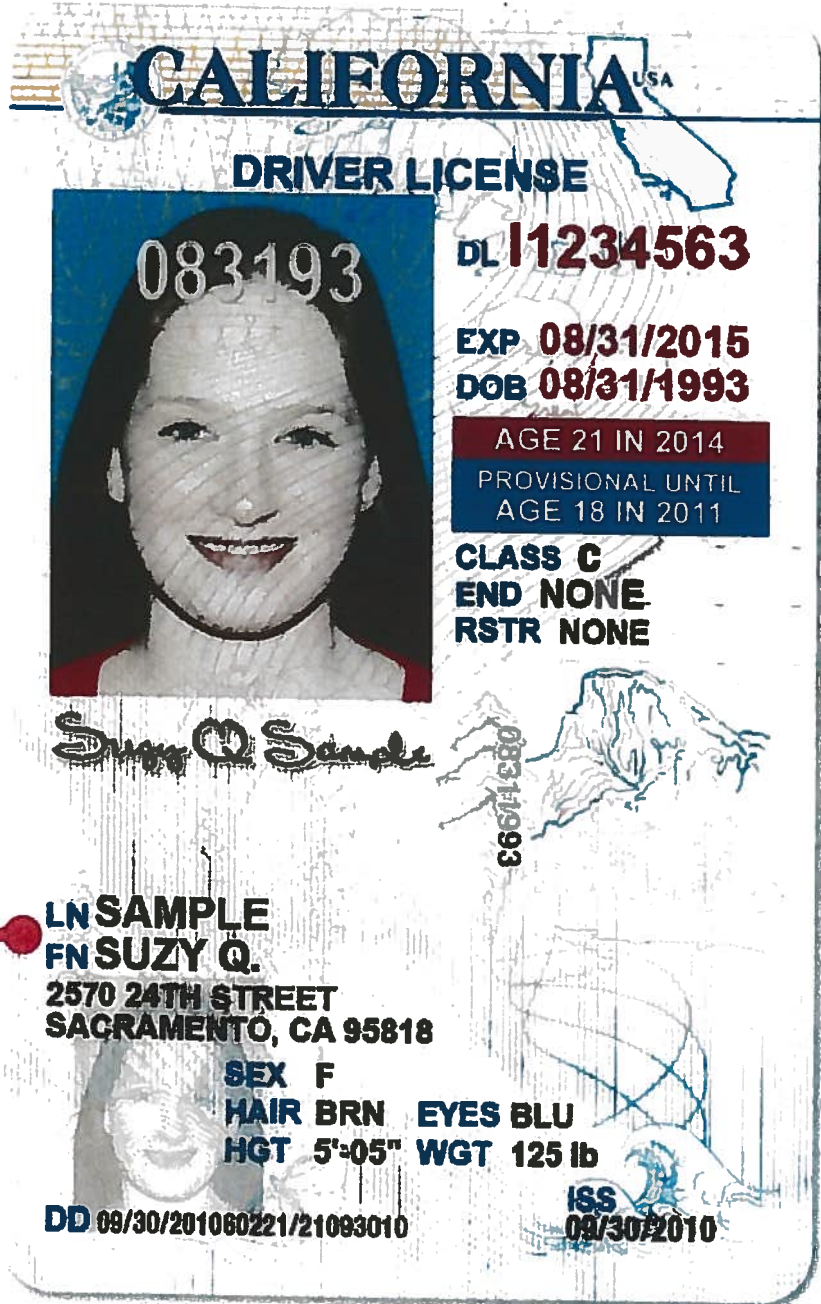 CALIFORNIA USA
DRIVER LICENSE
083193
DL I1234563
EXP 08/31/2015
DOB 08/31/1993
AGE 21 IN 2014
PROVISIONAL UNTIL
AGE 18 IN 2011
CLASS C
END NONE
RSTR NONE
Suzy Q Sample
08311993
LN SAMPLE
FN SUZY Q.
2570 24TH STREET
SACRAMENTO, CA 95818
SEX F
HAIR BRN EYES BLU
HGT 5'-05" WGT 125 lb
ISS
DD 09/30/201060221/21093010 09/30/2010